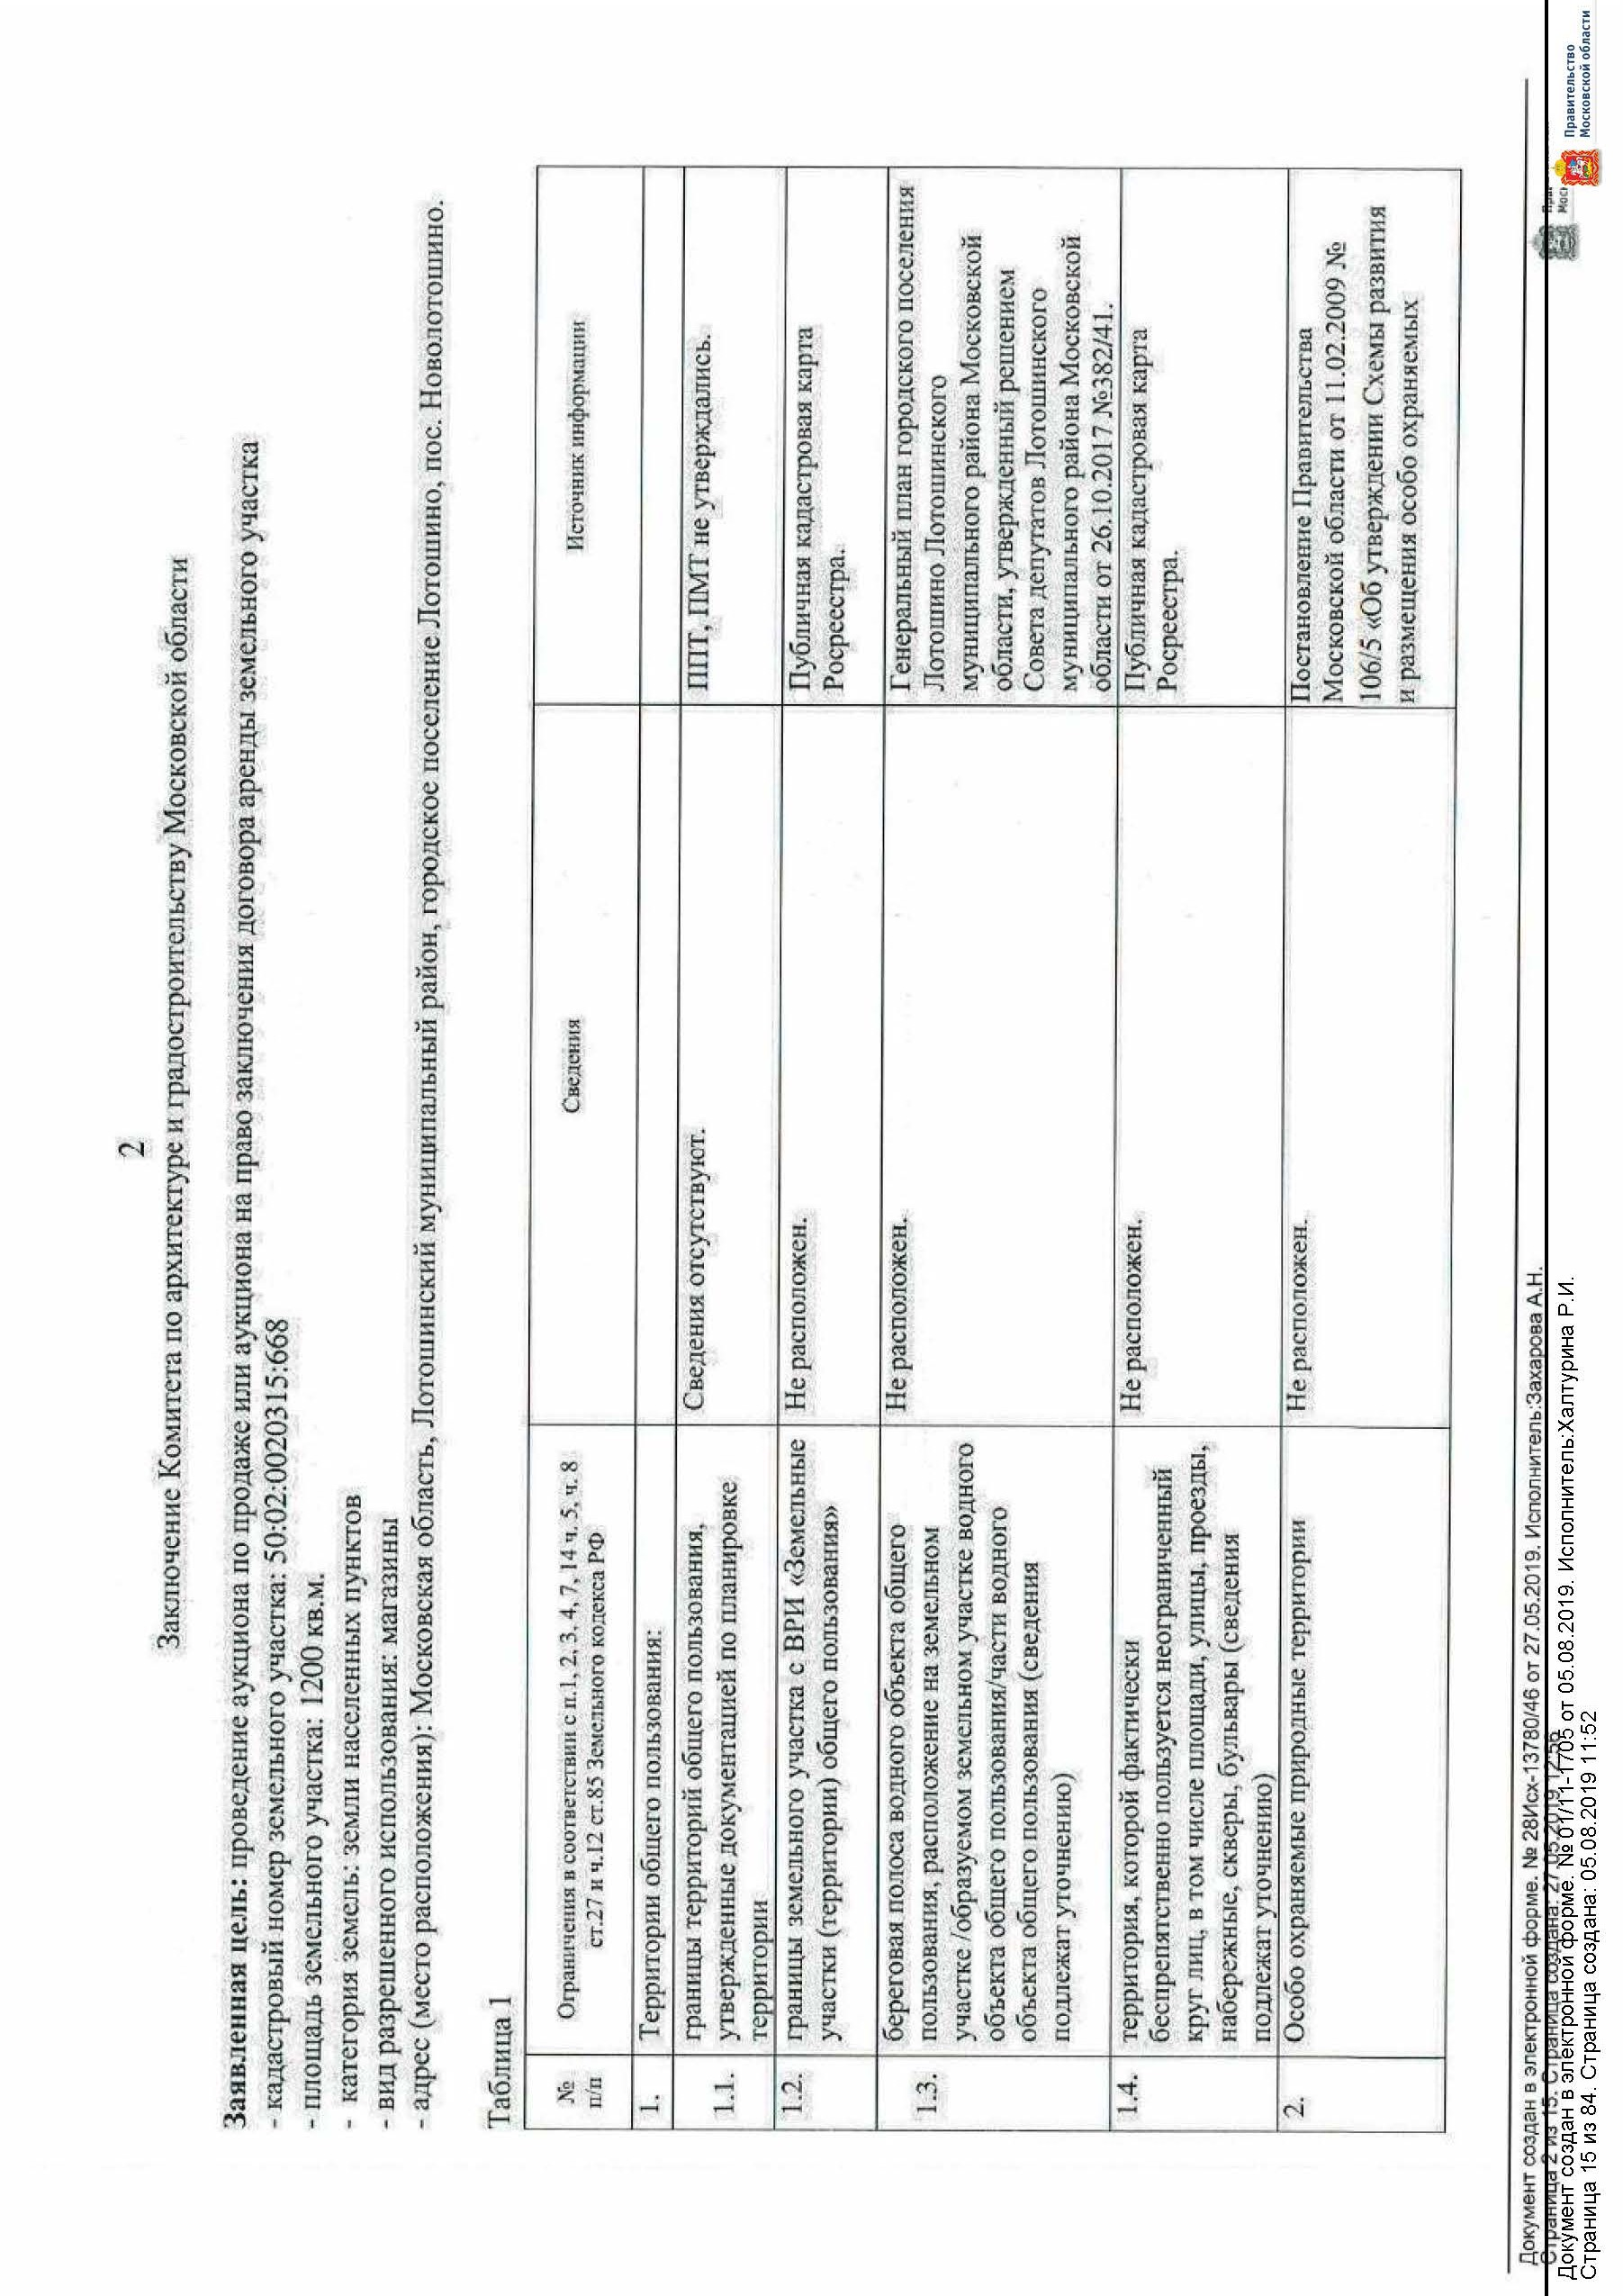 2
Заключение Комитета по архитектуре и градостроительству Московской области
Заявленная цель: проведение аукциона по продаже или аукциона на право заключения договора аренды земельного участка
- кадастровый номер земельного участка: 50:02:0020315:668
- площадь земельного участка: 1200 кв.м.
- категория земель: земли населенных пунктов
- вид разрешенного использования: магазины
- адрес (место расположения): Московская область, Лотошинский муниципальный район, городское поселение Лотошино, пос. Новолотошино.
Таблица 1
№
п/п
Ограничения в соответствии с п.1, 2, 3, 4, 7, 14 ч. 5, ч. 8
ст.27 и ч.12 ст.85 Земельного кодекса РФ
Сведения
Источник информации
1.
Территории общего пользования:
1.1.
границы территорий общего пользования,
утвержденные документацией по планировке
территории
Сведения отсутствуют.
ППТ, ПМТ не утверждались.
1.2.
границы земельного участка с ВРИ «Земельные
участки (территории) общего пользования»
Не расположен.
Публичная кадастровая карта
Росреестра.
1.3.
береговая полоса водного объекта общего
пользования, расположение на земельном
участке /образуемом земельном участке водного
объекта общего пользования/части водного
объекта общего пользования (сведения
подлежат уточнению)
Не расположен.
Генеральный план городского поселения
Лотошино Лотошинского
муниципального района Московской
области, утвержденный решением
Совета депутатов Лотошинского
муниципального района Московской
области от 26.10.2017 №382/41.
1.4.
территория, которой фактически
беспрепятственно пользуется неограниченный
круг лиц, в том числе площади, улицы, проезды,
набережные, скверы, бульвары (сведения
подлежат уточнению)
Не расположен.
Публичная кадастровая карта
Росреестра.
2.
Особо охраняемые природные территории
Не расположен.
Постановление Правительства
Московской области от 11.02.2009 №
106/5 «Об утверждении Схемы развития
и размещения особо охраняемых
Документ создан в электронной форме. № 28Исх-13780/46 от 27.05.2019. Исполнитель:Захарова А.Н.
Страница 2 из 15. Страница создана: 27.05.2019 12:56
Документ создан в электронной форме. № 01/11-1705 от 05.08.2019. Исполнитель:Халтурина Р.И.
Страница 15 из 84. Страница создана: 05.08.2019 11:52
Правительство
Московской области